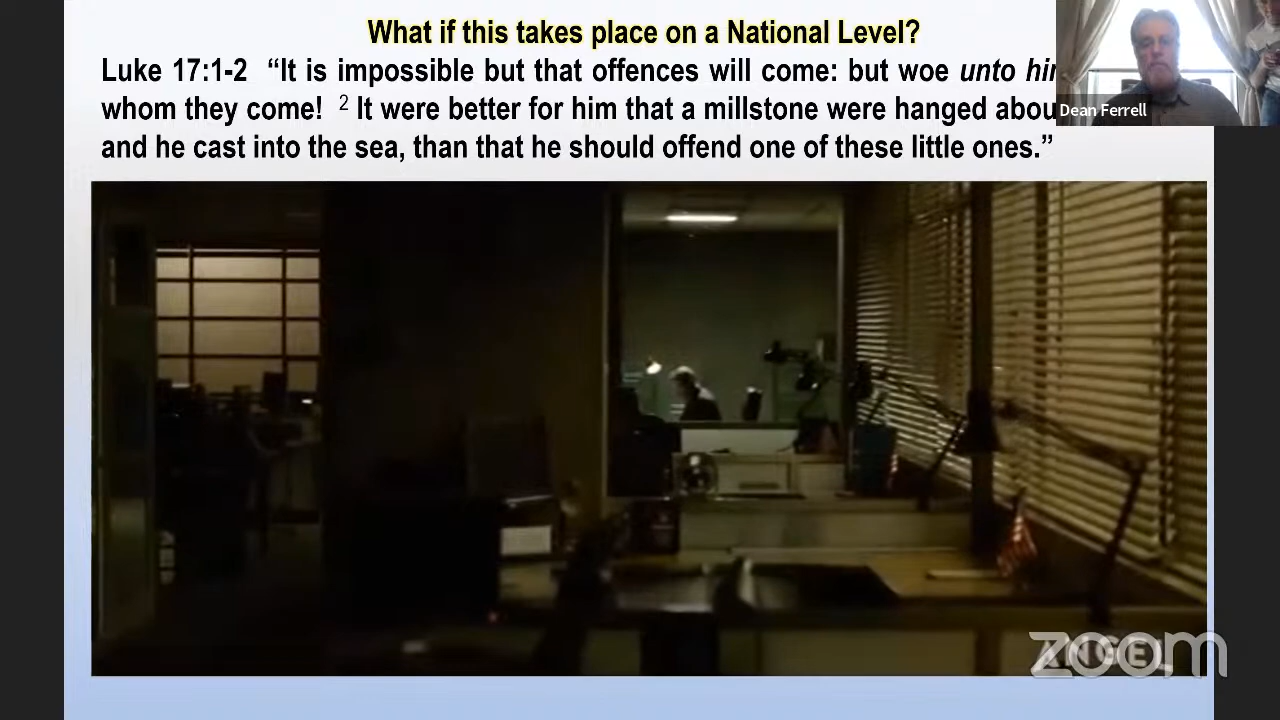 What if this takes place on a National Level?
Luke 17:1-2 “It is impossible but that offences will come: but woe unto
whom they come! 2 It were better for him that a millstone were hanged
and he cast into the sea, than that he should offend one of these little ones.”
Dean Ferrell
ANGEL
zoom